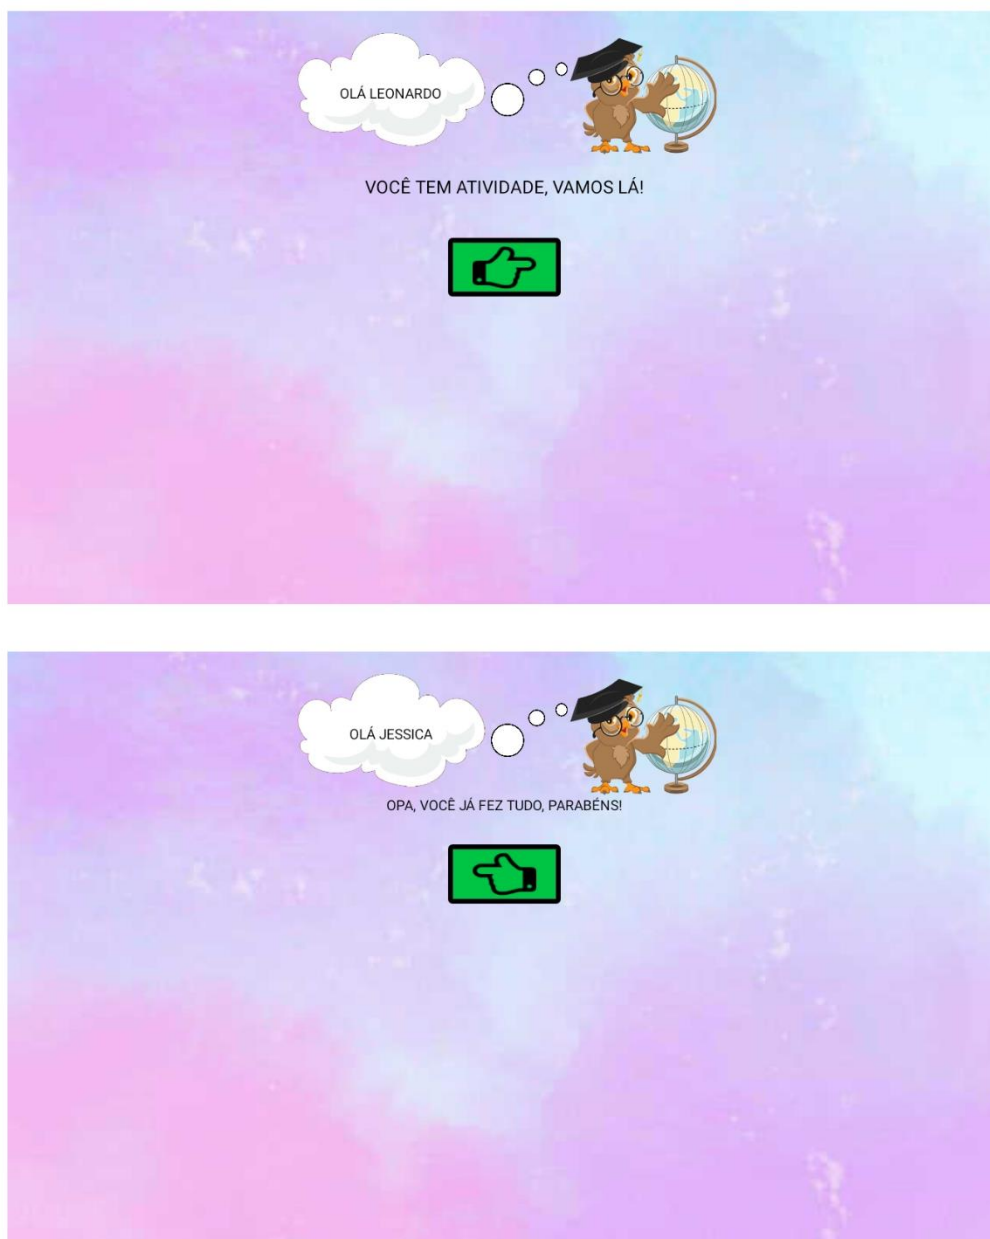 OLÁ LEONARDO
VOCÊ TEM ATIVIDADE, VAMOS LÁ!
OLÁ JESSICA
OPA, VOCÊ JÁ FEZ TUDO, PARABÉNS!